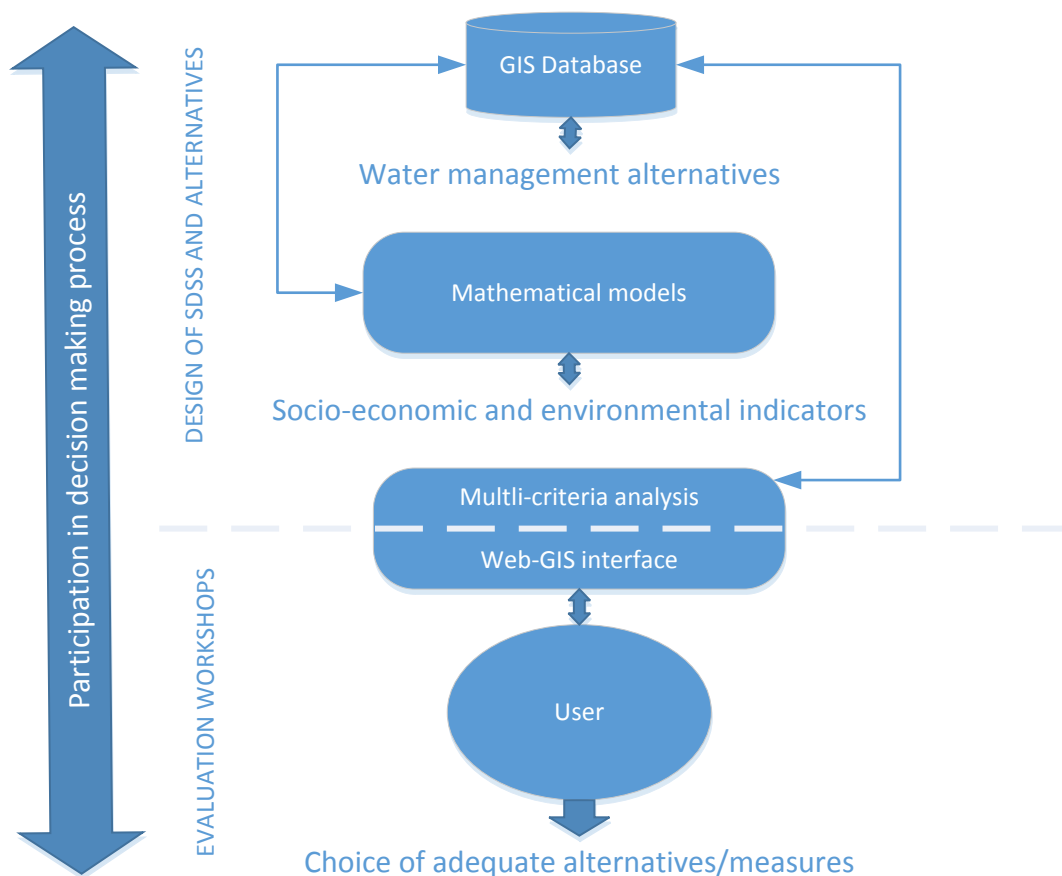 Participation in decision making process
DESIGN OF SDSS AND ALTERNATIVES
GIS Database
Water management alternatives
Mathematical models
Socio-economic and environmental indicators
Multli-criteria analysis
Web-GIS interface
EVALUATION WORKSHOPS
User
Choice of adequate alternatives/measures